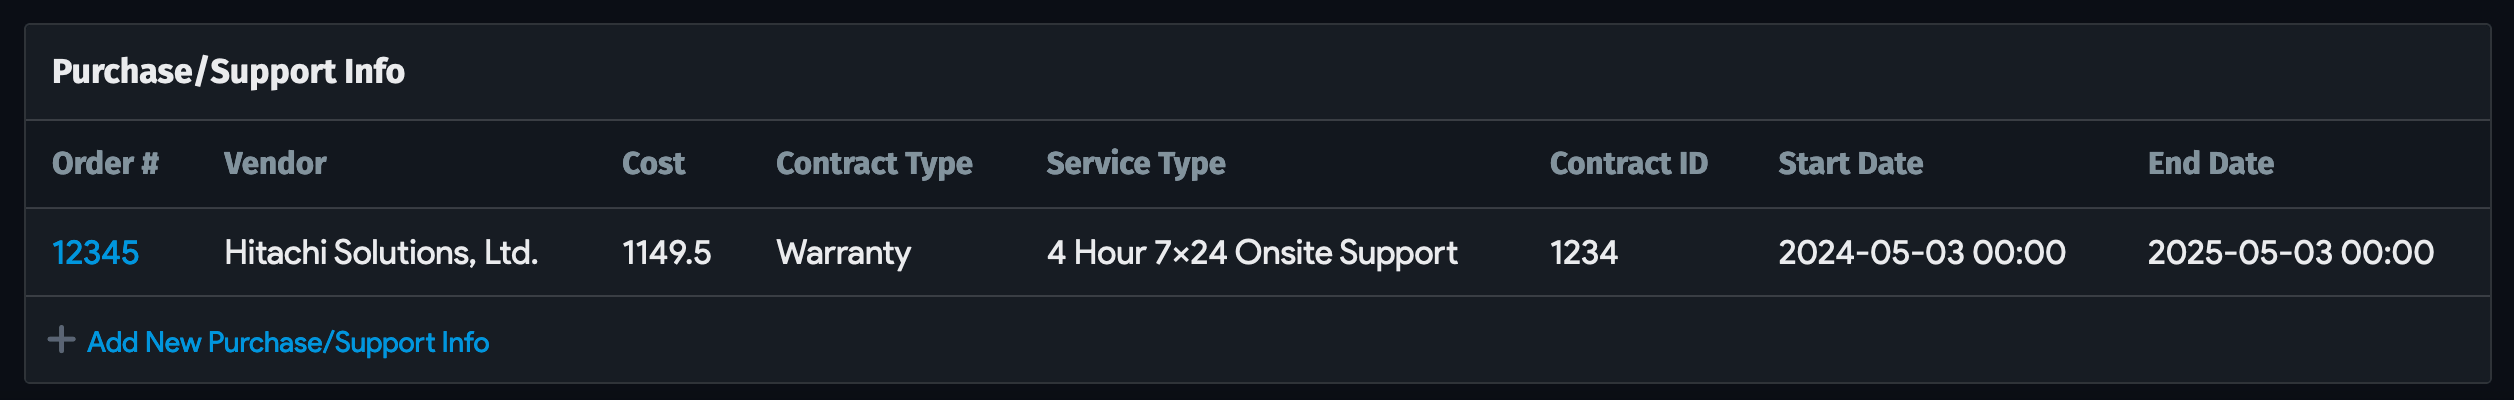 Purchase/Support Info
Order # Vendor Cost Contract Type Service Type Contract ID Start Date End Date
12345 Hitachi Solutions, Ltd. 1149.5 Warranty 4 Hour 7×24 Onsite Support 1234 2024-05-03 00:00 2025-05-03 00:00
+ Add New Purchase/Support Info